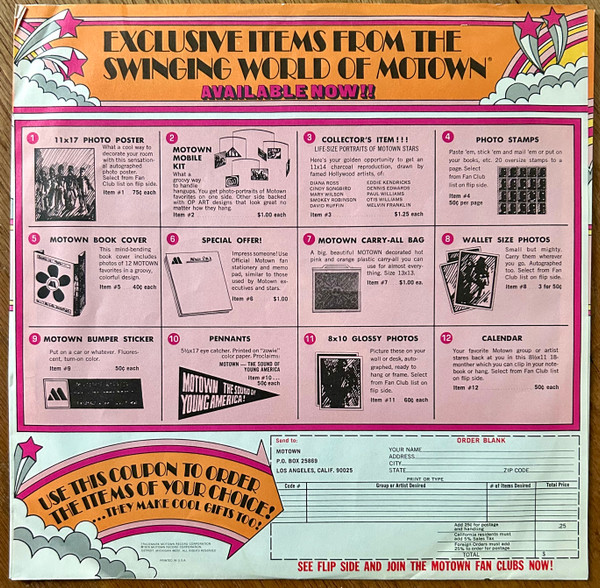 EXCLUSIVE ITEMS FROM THE
SWINGING WORLD OF MOTOWN®
AVAILABLE NOW!!
1 11x17 PHOTO POSTER
What a cool way to
decorate your room
with this sensation-
al autographed
photo poster.
Select from Fan
Club list on flip side.
Item #1 75¢ each
2 MOTOWN
MOBILE
KIT
What a
groovy way
to handle
hangups. You get photo-portraits of Motown
favorites on one side. Other side backed
with OP ART designs that look great no
matter how they hang.
Item #2 $1.00 each
3 COLLECTOR'S ITEM!!!
LIFE-SIZE PORTRAITS OF MOTOWN STARS
Here's your golden opportunity to get an
11x14 charcoal reproduction, drawn by
famed Hollywood artists, of:
DIANA ROSS EDDIE KENDRICKS
CINDY SONGBIRD DENNIS EDWARDS
MARY WILSON PAUL WILLIAMS
SMOKEY ROBINSON OTIS WILLIAMS
DAVID RUFFIN MELVIN FRANKLIN
Item #3 $1.25 each
4 PHOTO STAMPS
Paste 'em, stick 'em and mail 'em or put on
your books, etc. 20 oversize stamps to a
page. Select
from Fan Club
list on flip side.
Item #4
50¢ per page
5 MOTOWN BOOK COVER
This mind-bending
book cover includes
photos of 12 MOTOWN
favorites in a groovy,
colorful design.
Item #5 40¢ each
6 SPECIAL OFFER!
Impress someone! Use
Official Motown fan
stationery and memo
pad, similar to those
used by Motown ex-
ecutives and stars.
Item #6 $1.00
7 MOTOWN CARRY-ALL BAG
A big, beautiful MOTOWN decorated hot
pink and orange plastic carry-all you can
use for almost every-
thing. Size 13x13.
Item #7 $1.00 ea.
8 WALLET SIZE PHOTOS
Small but mighty.
Carry them wherever
you go. Autographed
too. Select from Fan
Club list on flip side.
Item #8 3 for 50¢
9 MOTOWN BUMPER STICKER
Put on a car or whatever. Fluores-
cent, turn-on color.
Item #9 50¢ each
10 PENNANTS
5½x17 eye catcher. Printed on "zowie"
color paper. Proclaims:
MOTOWN — THE SOUND OF
YOUNG AMERICA
Item #10...
50¢ each
MOTOWN THE SOUND OF
YOUNG AMERICA!
11 8x10 GLOSSY PHOTOS
Picture these on your
wall or desk, auto-
graphed, ready to
hang or frame. Select
from Fan Club list
on flip side.
Item #11 60¢ each
12 CALENDAR
Your favorite Motown group or artist
stares back at you in this 8½x11 18-
monther which you can clip in your note-
book or hang. Select from Fan Club list
on flip side.
Item #12 50¢ each
USE THIS COUPON TO ORDER
THE ITEMS OF YOUR CHOICE!
...THEY MAKE COOL GIFTS TOO!
PRINTED IN U.S.A.
Send to: ORDER BLANK
MOTOWN
P.O. BOX 25869
LOS ANGELES, CALIF. 90025
YOUR NAME
ADDRESS
CITY
STATE ZIP CODE
PRINT OR TYPE
Code # Group or Artist Desired # of Items Desired Total Price
Add 25¢ for postage
and handling .25
California residents must
add 5% Sales Tax
Foreign Orders must add
25% to order for postage.
TOTAL $
SEE FLIP SIDE AND JOIN THE MOTOWN FAN CLUBS NOW!